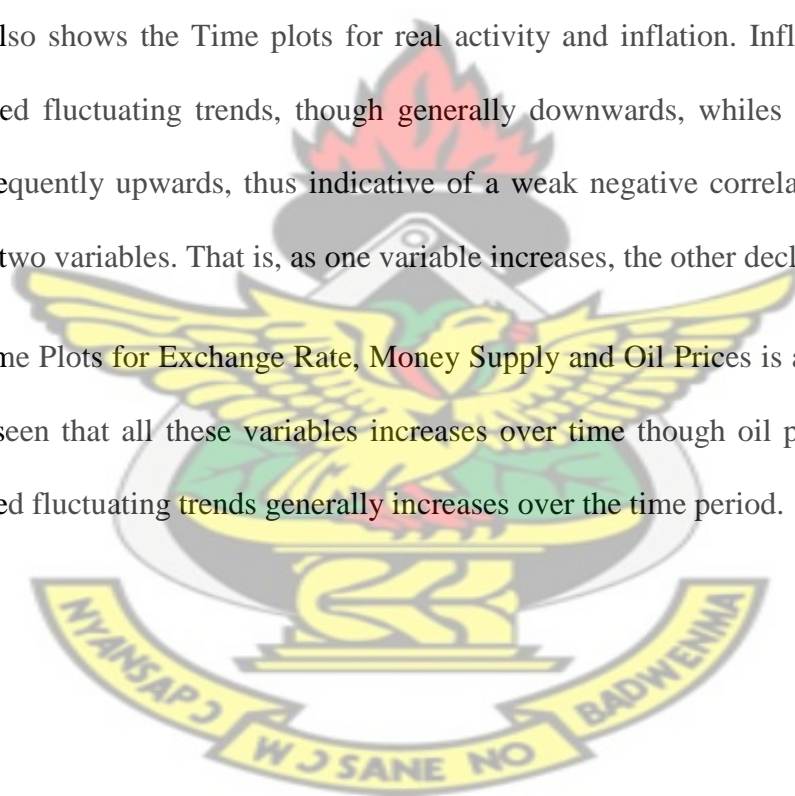 lso shows the Time plots for real activity and inflation. Infl
ed fluctuating trends, though generally downwards, whiles
equently upwards, thus indicative of a weak negative correla
two variables. That is, as one variable increases, the other decl
me Plots for Exchange Rate, Money Supply and Oil Prices is a
seen that all these variables increases over time though oil p
ed fluctuating trends generally increases over the time period.
NYANSAPƆ
WƆSANE NO
BADWENMA